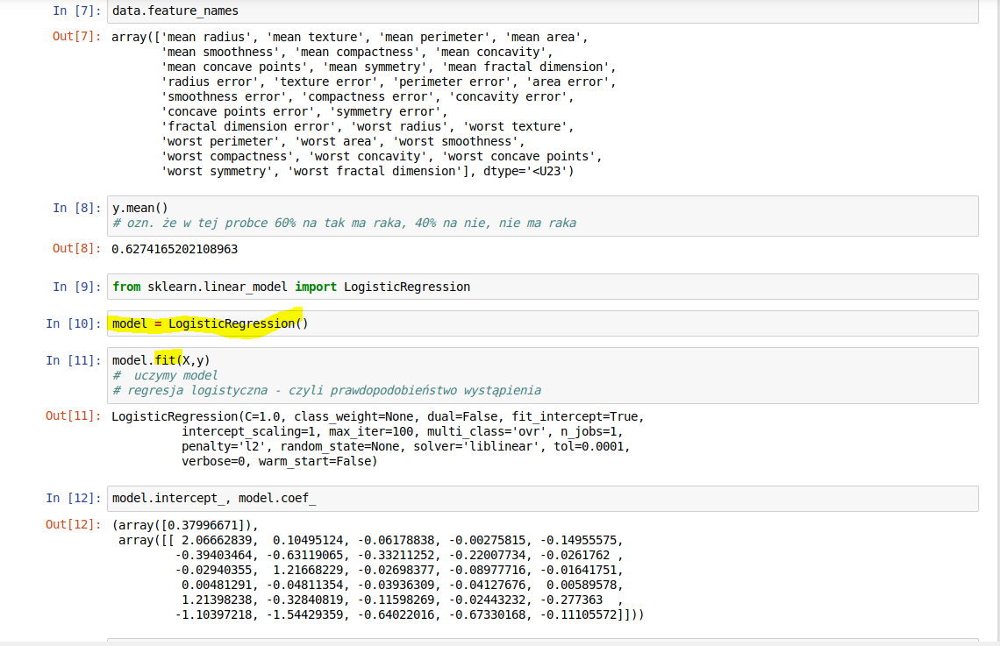 In [7]: data.feature_names
Out[7]: array(['mean radius', 'mean texture', 'mean perimeter', 'mean area',
'mean smoothness', 'mean compactness', 'mean concavity',
'mean concave points', 'mean symmetry', 'mean fractal dimension',
'radius error', 'texture error', 'perimeter error', 'area error',
'smoothness error', 'compactness error', 'concavity error',
'concave points error', 'symmetry error',
'fractal dimension error', 'worst radius', 'worst texture',
'worst perimeter', 'worst area', 'worst smoothness',
'worst compactness', 'worst concavity', 'worst concave points',
'worst symmetry', 'worst fractal dimension'], dtype='<U23')
In [8]: y.mean()
# ozn. że w tej probce 60% na tak ma raka, 40% na nie, nie ma raka
Out[8]: 0.6274165202108963
In [9]: from sklearn.linear_model import LogisticRegression
In [10]: model = LogisticRegression()
In [11]: model.fit(X,y)
#  uczymy model
# regresja logistyczna - czyli prawdopodobieństwo wystąpienia
Out[11]: LogisticRegression(C=1.0, class_weight=None, dual=False, fit_intercept=True,
intercept_scaling=1, max_iter=100, multi_class='ovr', n_jobs=1,
penalty='l2', random_state=None, solver='liblinear', tol=0.0001,
verbose=0, warm_start=False)
In [12]: model.intercept_, model.coef_
Out[12]: (array([0.37996671]),
array([[ 2.06662839,  0.10495124, -0.06178838, -0.00275815, -0.14955575,
-0.39403464, -0.63119065, -0.33211252, -0.22007734, -0.0261762 ,
-0.02940355,  1.21668229, -0.02698377, -0.08977716, -0.01641751,
0.00481291, -0.04811354, -0.03936309, -0.04127676,  0.00589578,
1.21398238, -0.32840819, -0.11598269, -0.02443232, -0.277363  ,
-1.10397218, -1.54429359, -0.64022016, -0.67330168, -0.11105572]]))